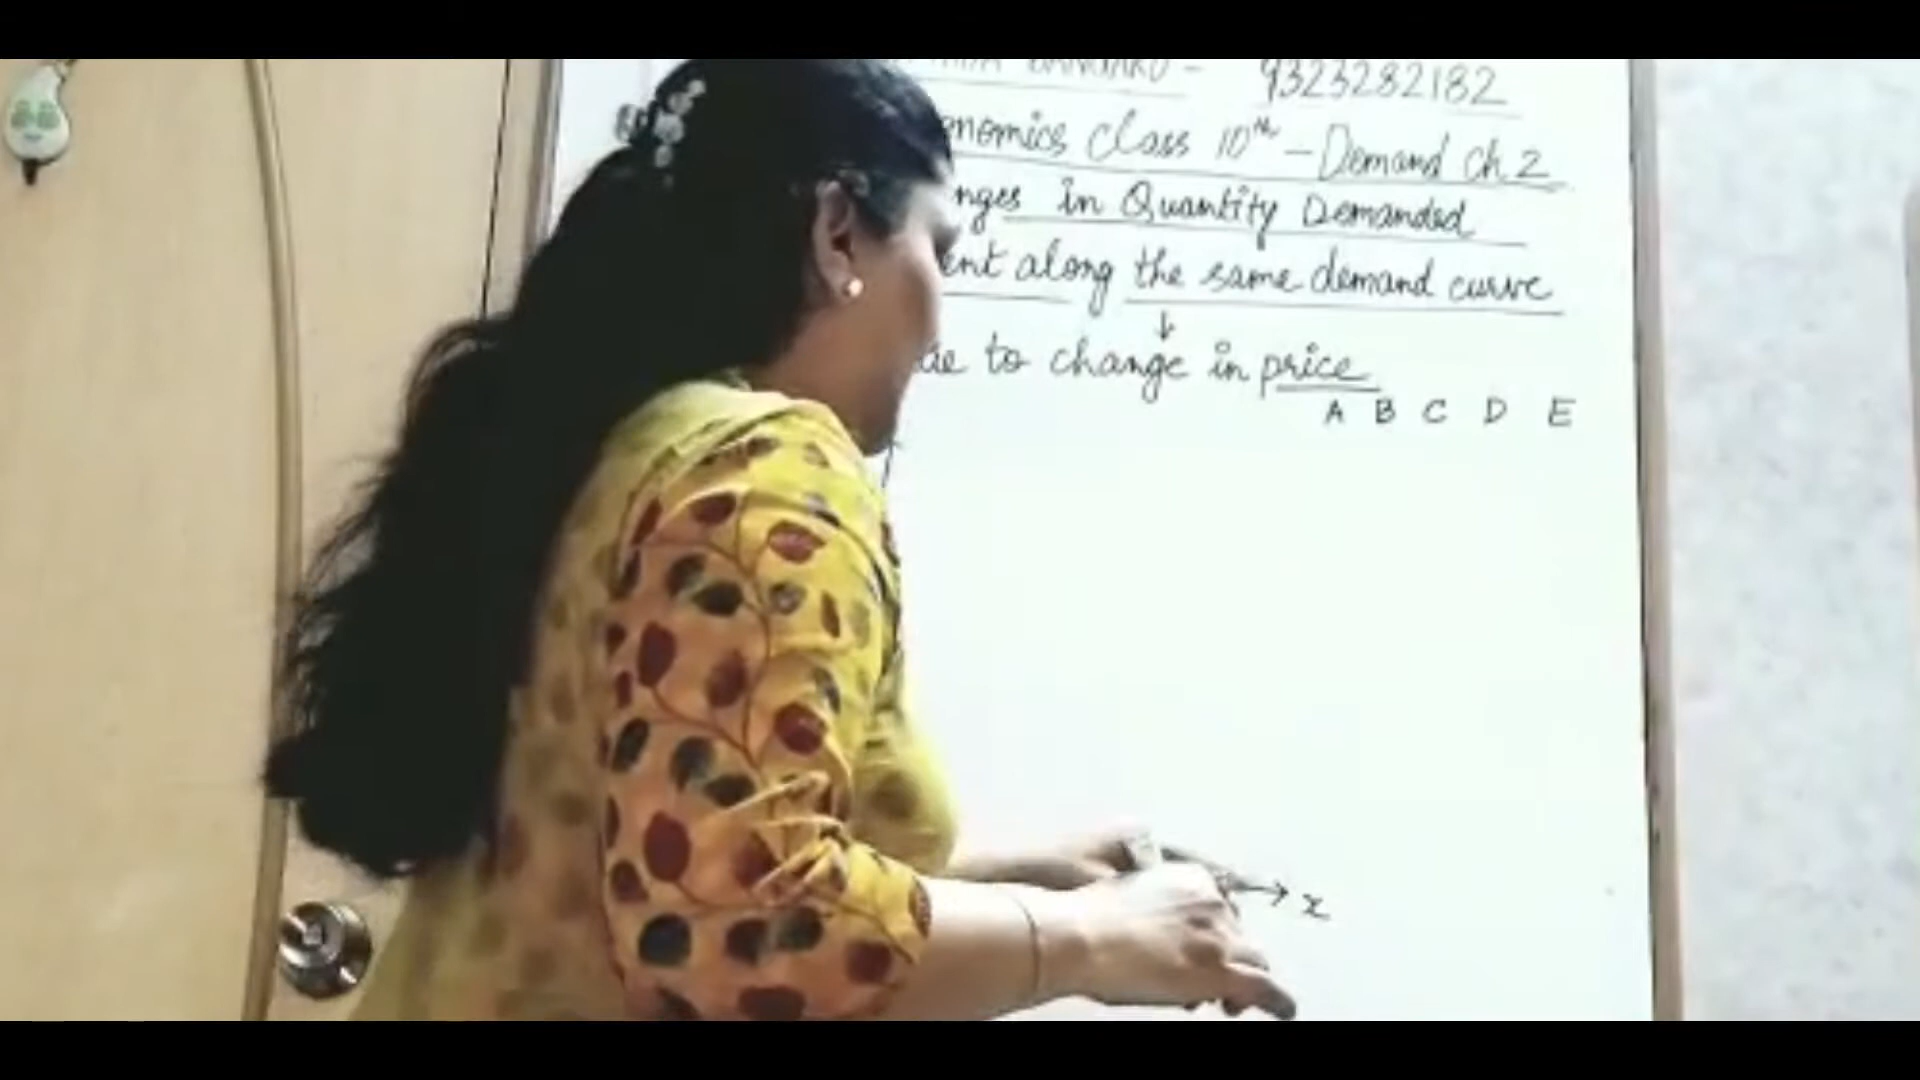 9323282182
Class 10th - Demand Ch 2
in Quantity Demanded
along the same demand curve
↓
to change in price
A B C D E
x